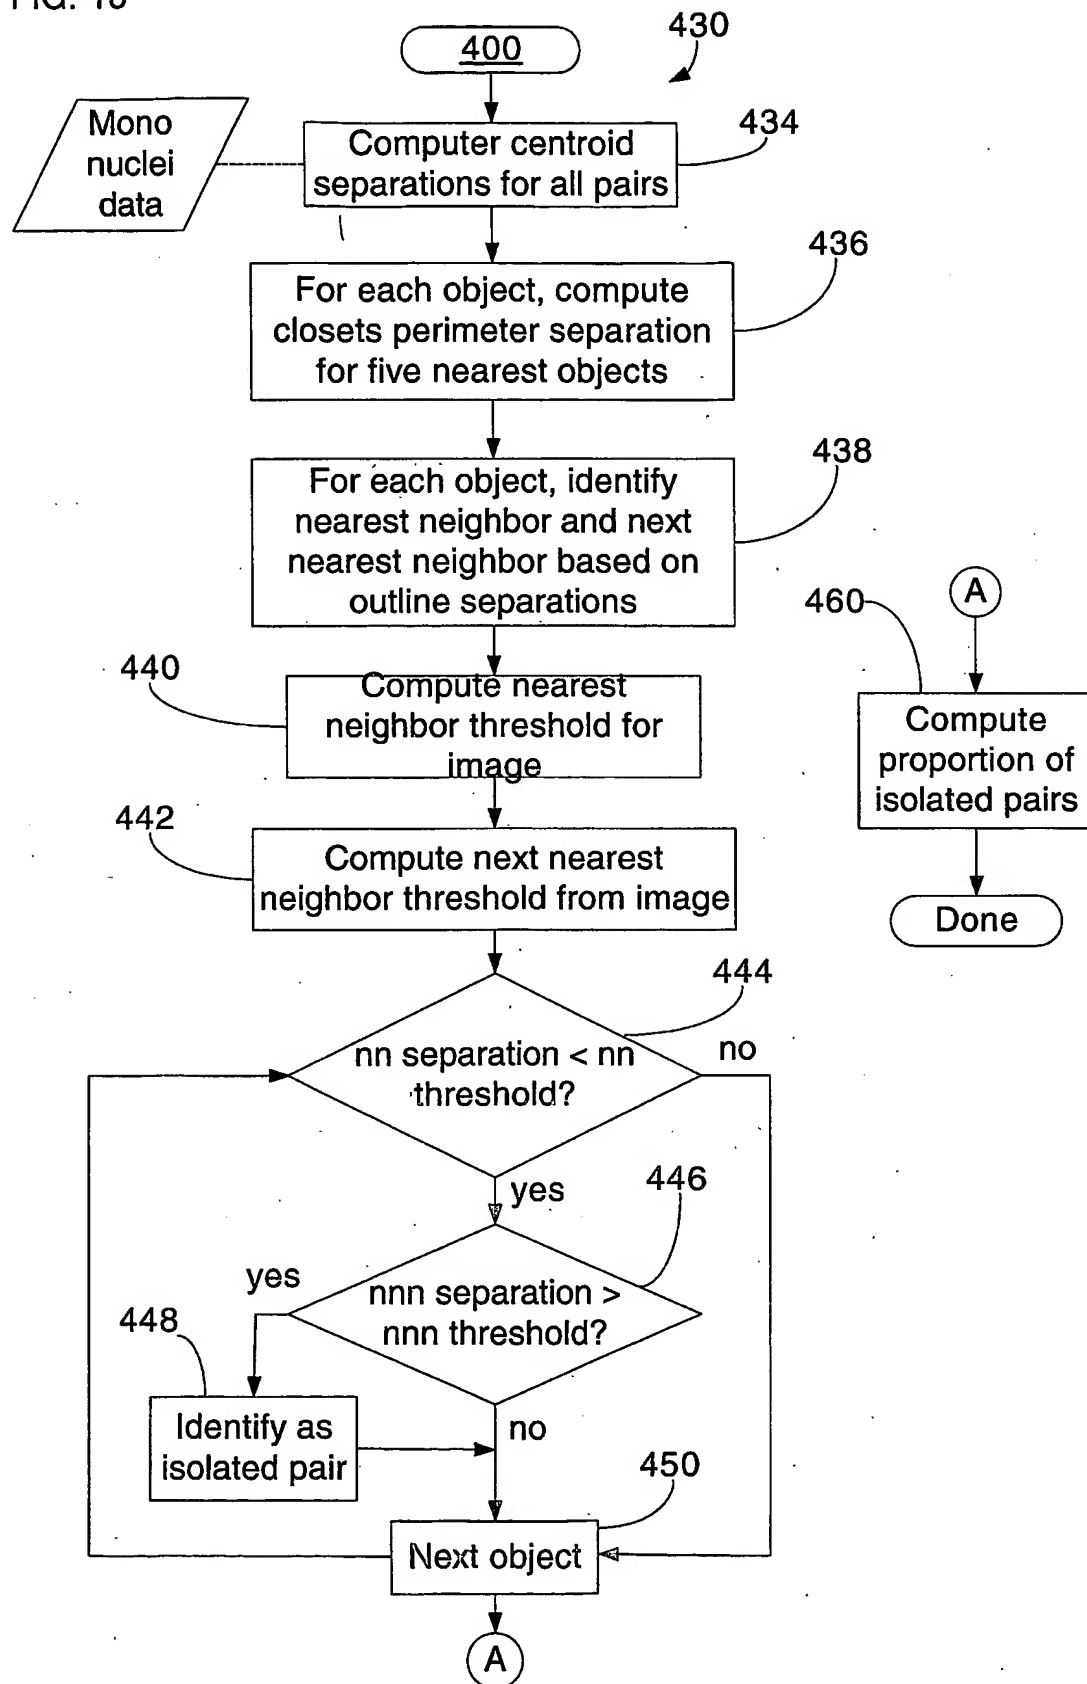 400
430
Mono
nuclei
data
Computer centroid
separations for all pairs
434
For each object, compute
closets perimeter separation
for five nearest objects
436
For each object, identify
nearest neighbor and next
nearest neighbor based on
outline separations
438
440
Compute nearest
neighbor threshold for
image
442
Compute next nearest
neighbor threshold from image
nn separation < nn
threshold?
444
no
yes
nnn separation >
nnn threshold?
446
yes
448
Identify as
isolated pair
no
450
Next object
A
A
460
Compute
proportion of
isolated pairs
Done